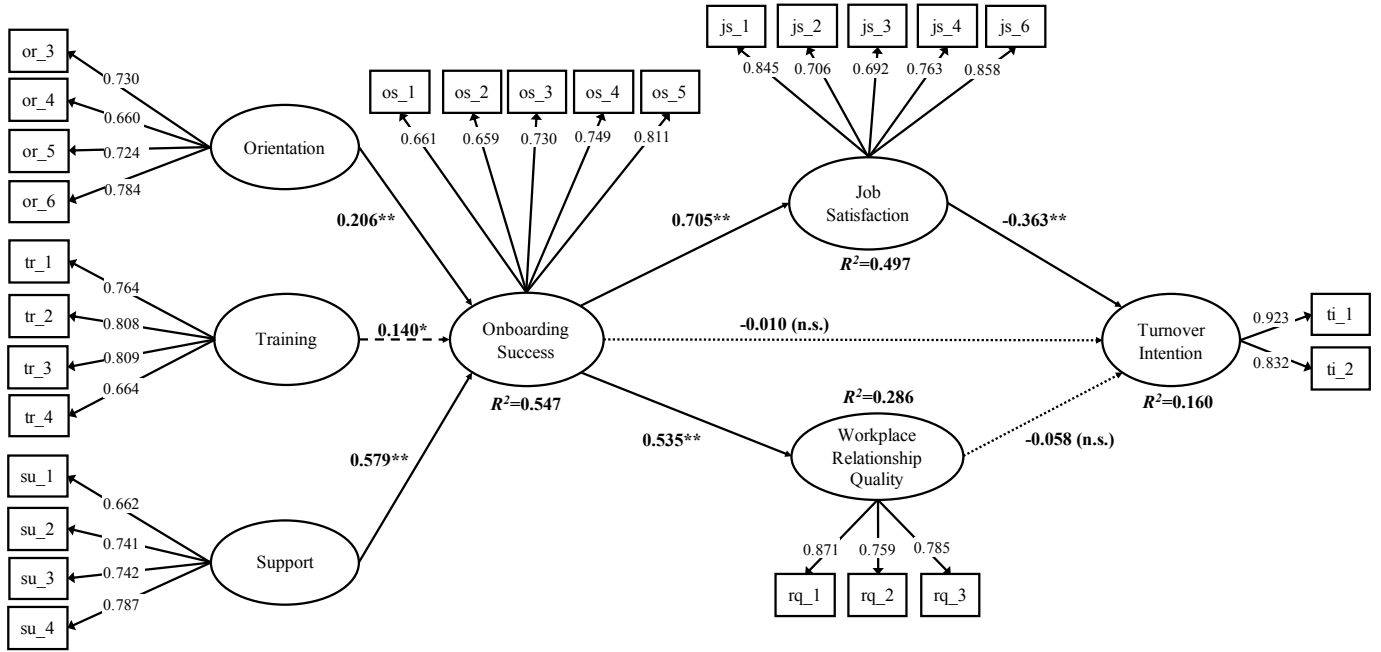 or_3
or_4
or_5
or_6
0.730
0.660
0.724
0.784
Orientation
tr_1
tr_2
tr_3
tr_4
0.764
0.808
0.809
0.664
Training
su_1
su_2
su_3
su_4
0.662
0.741
0.742
0.787
Support
0.206**
0.140*
0.579**
os_1
os_2
os_3
os_4
os_5
0.661
0.659
0.730
0.749
0.811
Onboarding
Success
R²=0.547
0.705**
-0.010 (n.s.)
0.535**
js_1
js_2
js_3
js_4
js_6
0.845
0.706
0.692
0.763
0.858
Job
Satisfaction
R²=0.497
R²=0.286
Workplace
Relationship
Quality
0.871
0.759
0.785
rq_1
rq_2
rq_3
-0.363**
-0.058 (n.s.)
Turnover
Intention
R²=0.160
0.923
0.832
ti_1
ti_2